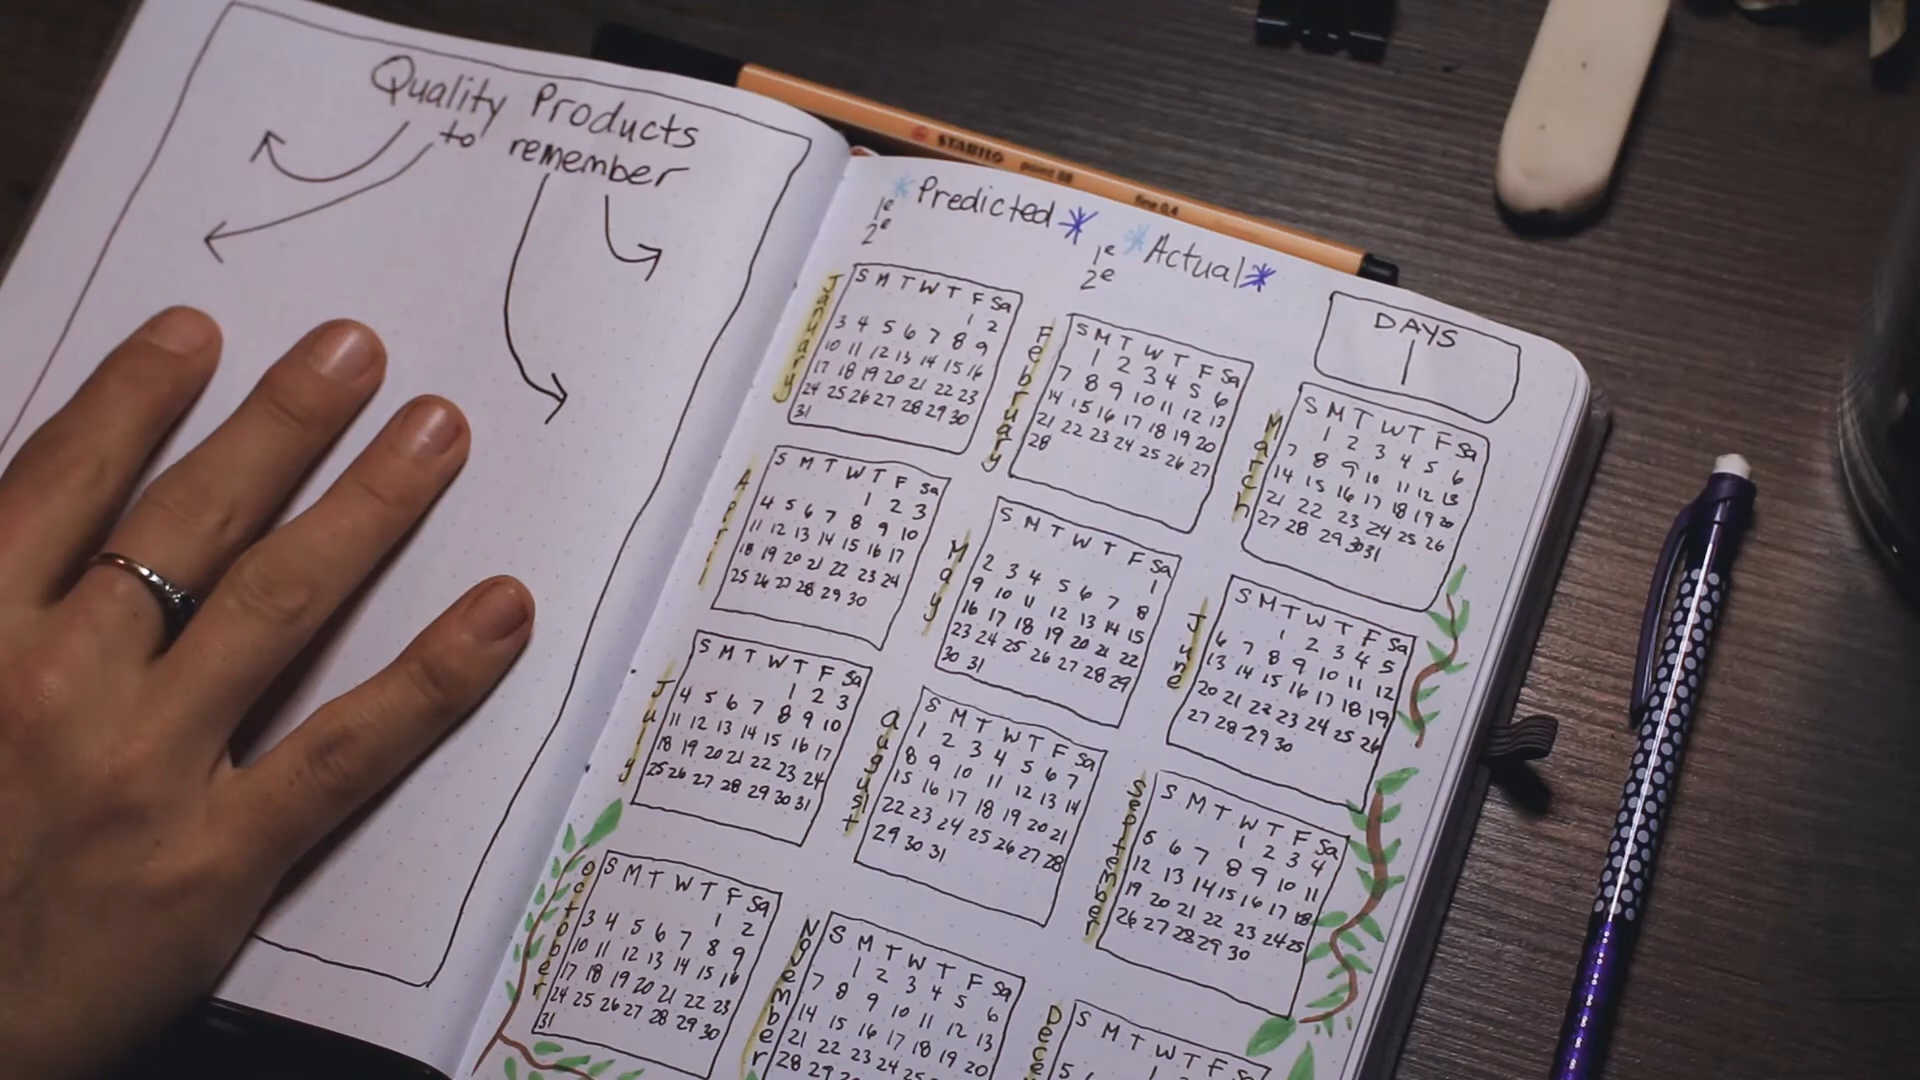 Quality Products
to remember
STABILO point 88 fine 0.4
*Predicted*
1e
2e
*Actual*
1e
2e
DAYS
January
S M T W T F Sa
1 2
3 4 5 6 7 8 9
10 11 12 13 14 15 16
17 18 19 20 21 22 23
24 25 26 27 28 29 30
31
February
S M T W T F Sa
1 2 3 4 5 6
7 8 9 10 11 12 13
14 15 16 17 18 19 20
21 22 23 24 25 26 27
28
March
S M T W T F Sa
1 2 3 4 5 6
7 8 9 10 11 12 13
14 15 16 17 18 19 20
21 22 23 24 25 26
27 28 29 30 31
April
S M T W T F Sa
1 2 3
4 5 6 7 8 9 10
11 12 13 14 15 16 17
18 19 20 21 22 23 24
25 26 27 28 29 30
May
S M T W T F Sa
1
2 3 4 5 6 7 8
9 10 11 12 13 14 15
16 17 18 19 20 21 22
23 24 25 26 27 28 29
30 31
June
S M T W T F Sa
1 2 3 4 5
6 7 8 9 10 11 12
13 14 15 16 17 18 19
20 21 22 23 24 25 26
27 28 29 30
July
S M T W T F Sa
1 2 3
4 5 6 7 8 9 10
11 12 13 14 15 16 17
18 19 20 21 22 23 24
25 26 27 28 29 30 31
August
S M T W T F Sa
1 2 3 4 5 6 7
8 9 10 11 12 13 14
15 16 17 18 19 20 21
22 23 24 25 26 27 28
29 30 31
September
S M T W T F Sa
1 2 3 4
5 6 7 8 9 10 11
12 13 14 15 16 17 18
19 20 21 22 23 24 25
26 27 28 29 30
October
S M T W T F Sa
1 2
3 4 5 6 7 8 9
10 11 12 13 14 15 16
17 18 19 20 21 22 23
24 25 26 27 28 29 30
31
November
S M T W T F Sa
1 2 3 4 5 6
7 8 9 10 11 12 13
14 15 16 17 18 19 20
21 22 23 24 25
28 29
Dece
S M T W T F Sa
5